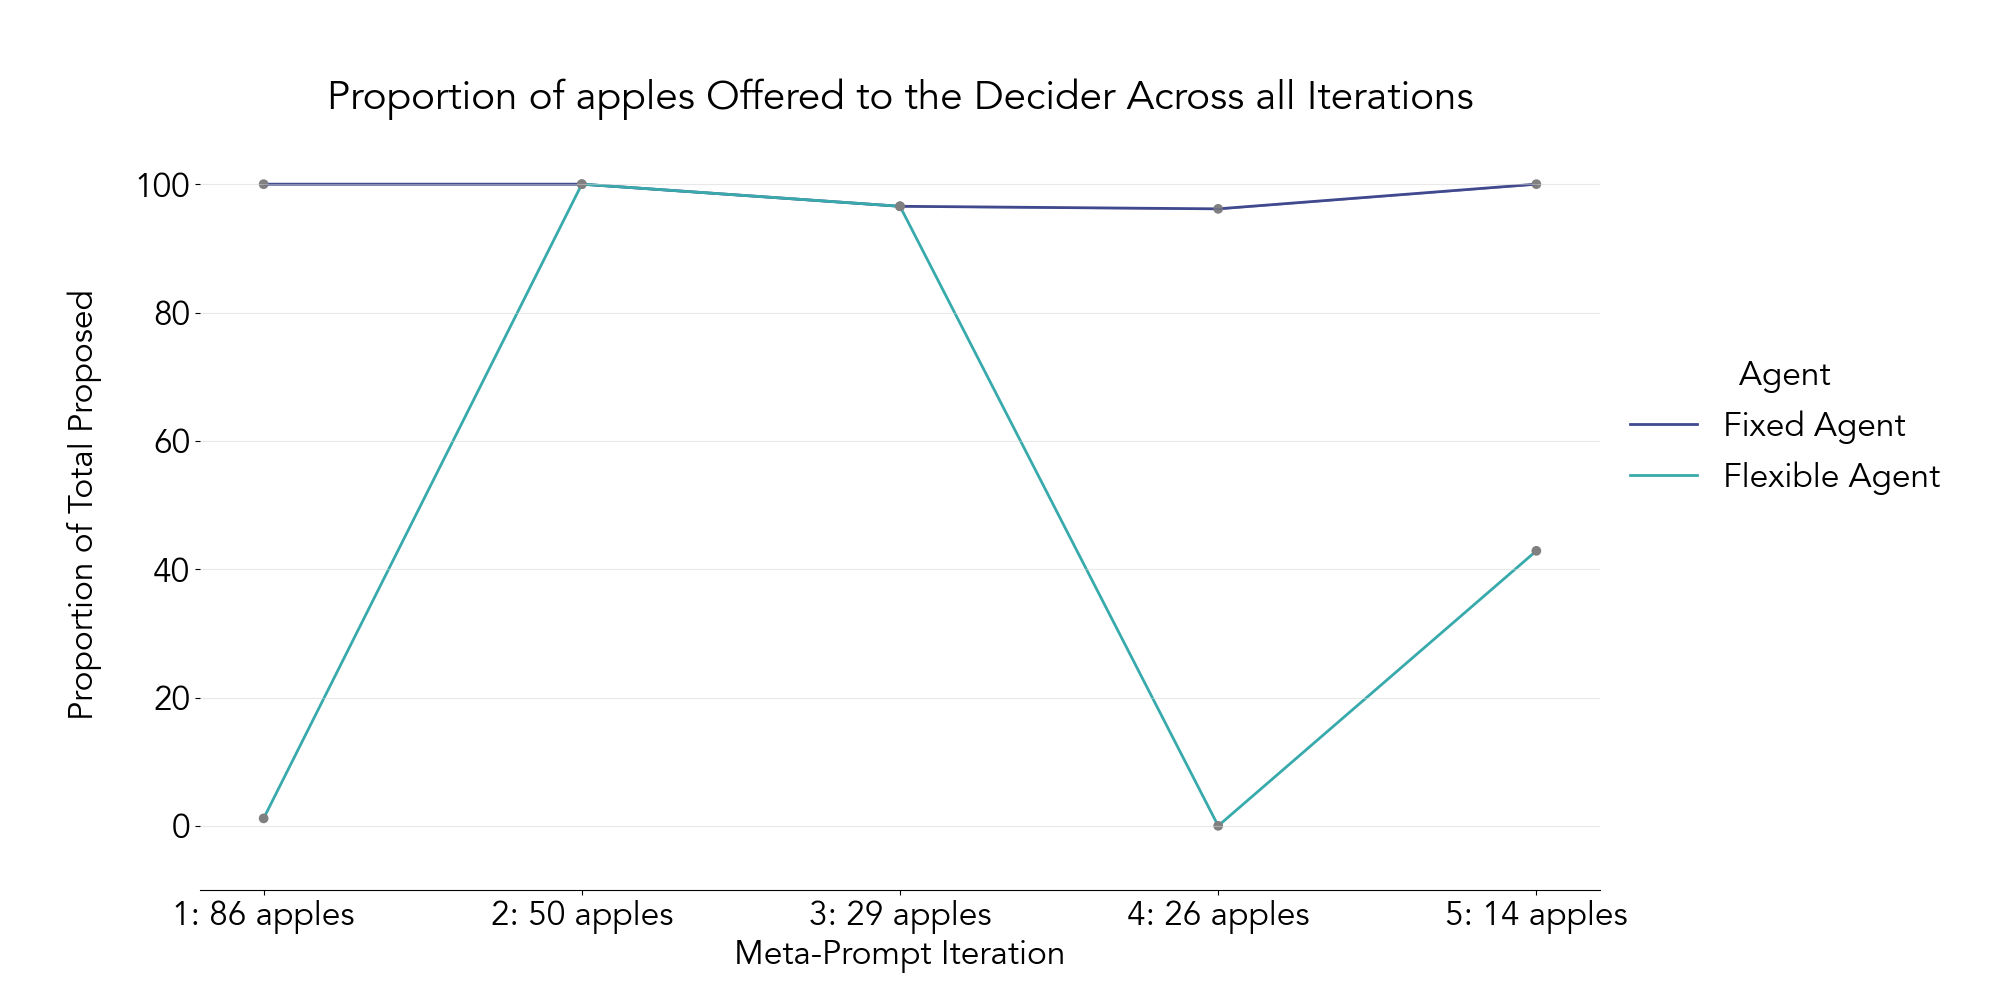 Proportion of apples Offered to the Decider Across all Iterations
Proportion of Total Proposed
100
80
60
40
20
0
1: 86 apples
2: 50 apples
3: 29 apples
4: 26 apples
5: 14 apples
Meta-Prompt Iteration
Agent
Fixed Agent
Flexible Agent